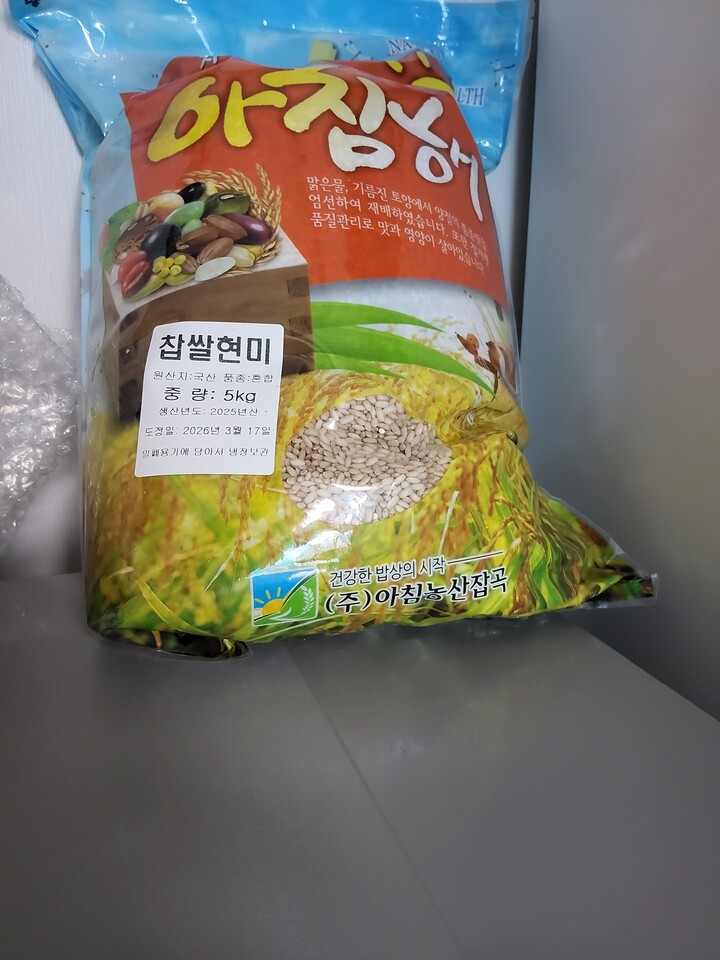 아침농
맑은물, 기름진 토양에서
엄선하여 재배하였습니다.
품질관리로 맛과 영양이 살아있습니다.
찹쌀현미
원산지:국산 품종:혼합
중 량: 5kg
생산년도: 2025년산
도정일: 2026년 3월 17일
밀폐용기에 담아서 냉장보관
건강한 밥상의 시작
(주)아침농산잡곡